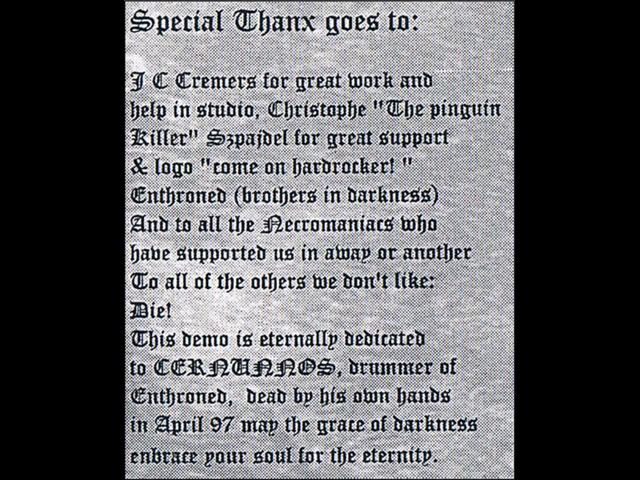 Special Thanx goes to:
J C Cremers for great work and
help in studio, Christophe "The pinguin
Killer" Szpajdel for great support
& logo "come on hardrocker! "
Enthroned (brothers in darkness)
And to all the Necromaniacs who
have supported us in away or another
To all of the others we don't like:
Die!
This demo is eternally dedicated
to CERNUNNOS, drummer of
Enthroned, dead by his own hands
in April 97 may the grace of darkness
enbrace your soul for the eternity.